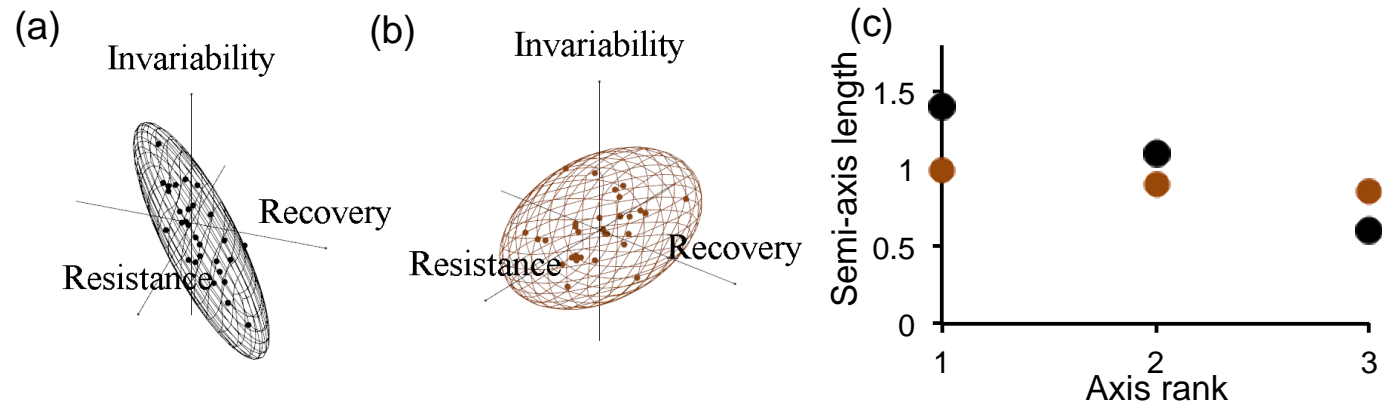 (a)
Invariability
Recovery
Resistance
(b)
Invariability
Resistance
Recovery
(c)
Semi-axis length
1.5
1
0.5
0
1
2
3
Axis rank